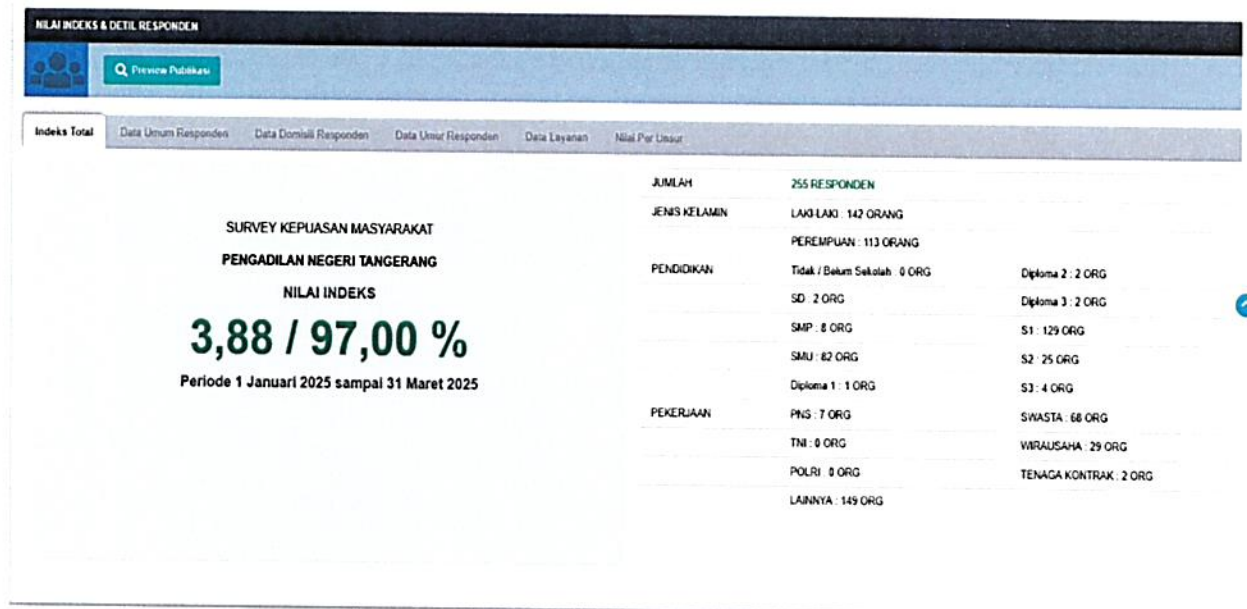 NILAI INDEKS & DETIL RESPONDEN
Preview Publikasi
Indeks Total Data Umum Responden Data Domisili Responden Data Umur Responden Data Layanan Nilai Per Unsur
SURVEY KEPUASAN MASYARAKAT
PENGADILAN NEGERI TANGERANG
NILAI INDEKS
3,88 / 97,00 %
Periode 1 Januari 2025 sampai 31 Maret 2025
JUMLAH 255 RESPONDEN
JENIS KELAMIN LAKI-LAKI : 142 ORANG
PEREMPUAN : 113 ORANG
PENDIDIKAN Tidak / Belum Sekolah : 0 ORG Diploma 2 : 2 ORG
SD : 2 ORG Diploma 3 : 2 ORG
SMP : 8 ORG S1 : 129 ORG
SMU : 82 ORG S2 : 25 ORG
Diploma 1 : 1 ORG S3 : 4 ORG
PEKERJAAN PNS : 7 ORG SWASTA : 68 ORG
TNI : 0 ORG WIRAUSAHA : 29 ORG
POLRI : 0 ORG TENAGA KONTRAK : 2 ORG
LAINNYA : 149 ORG